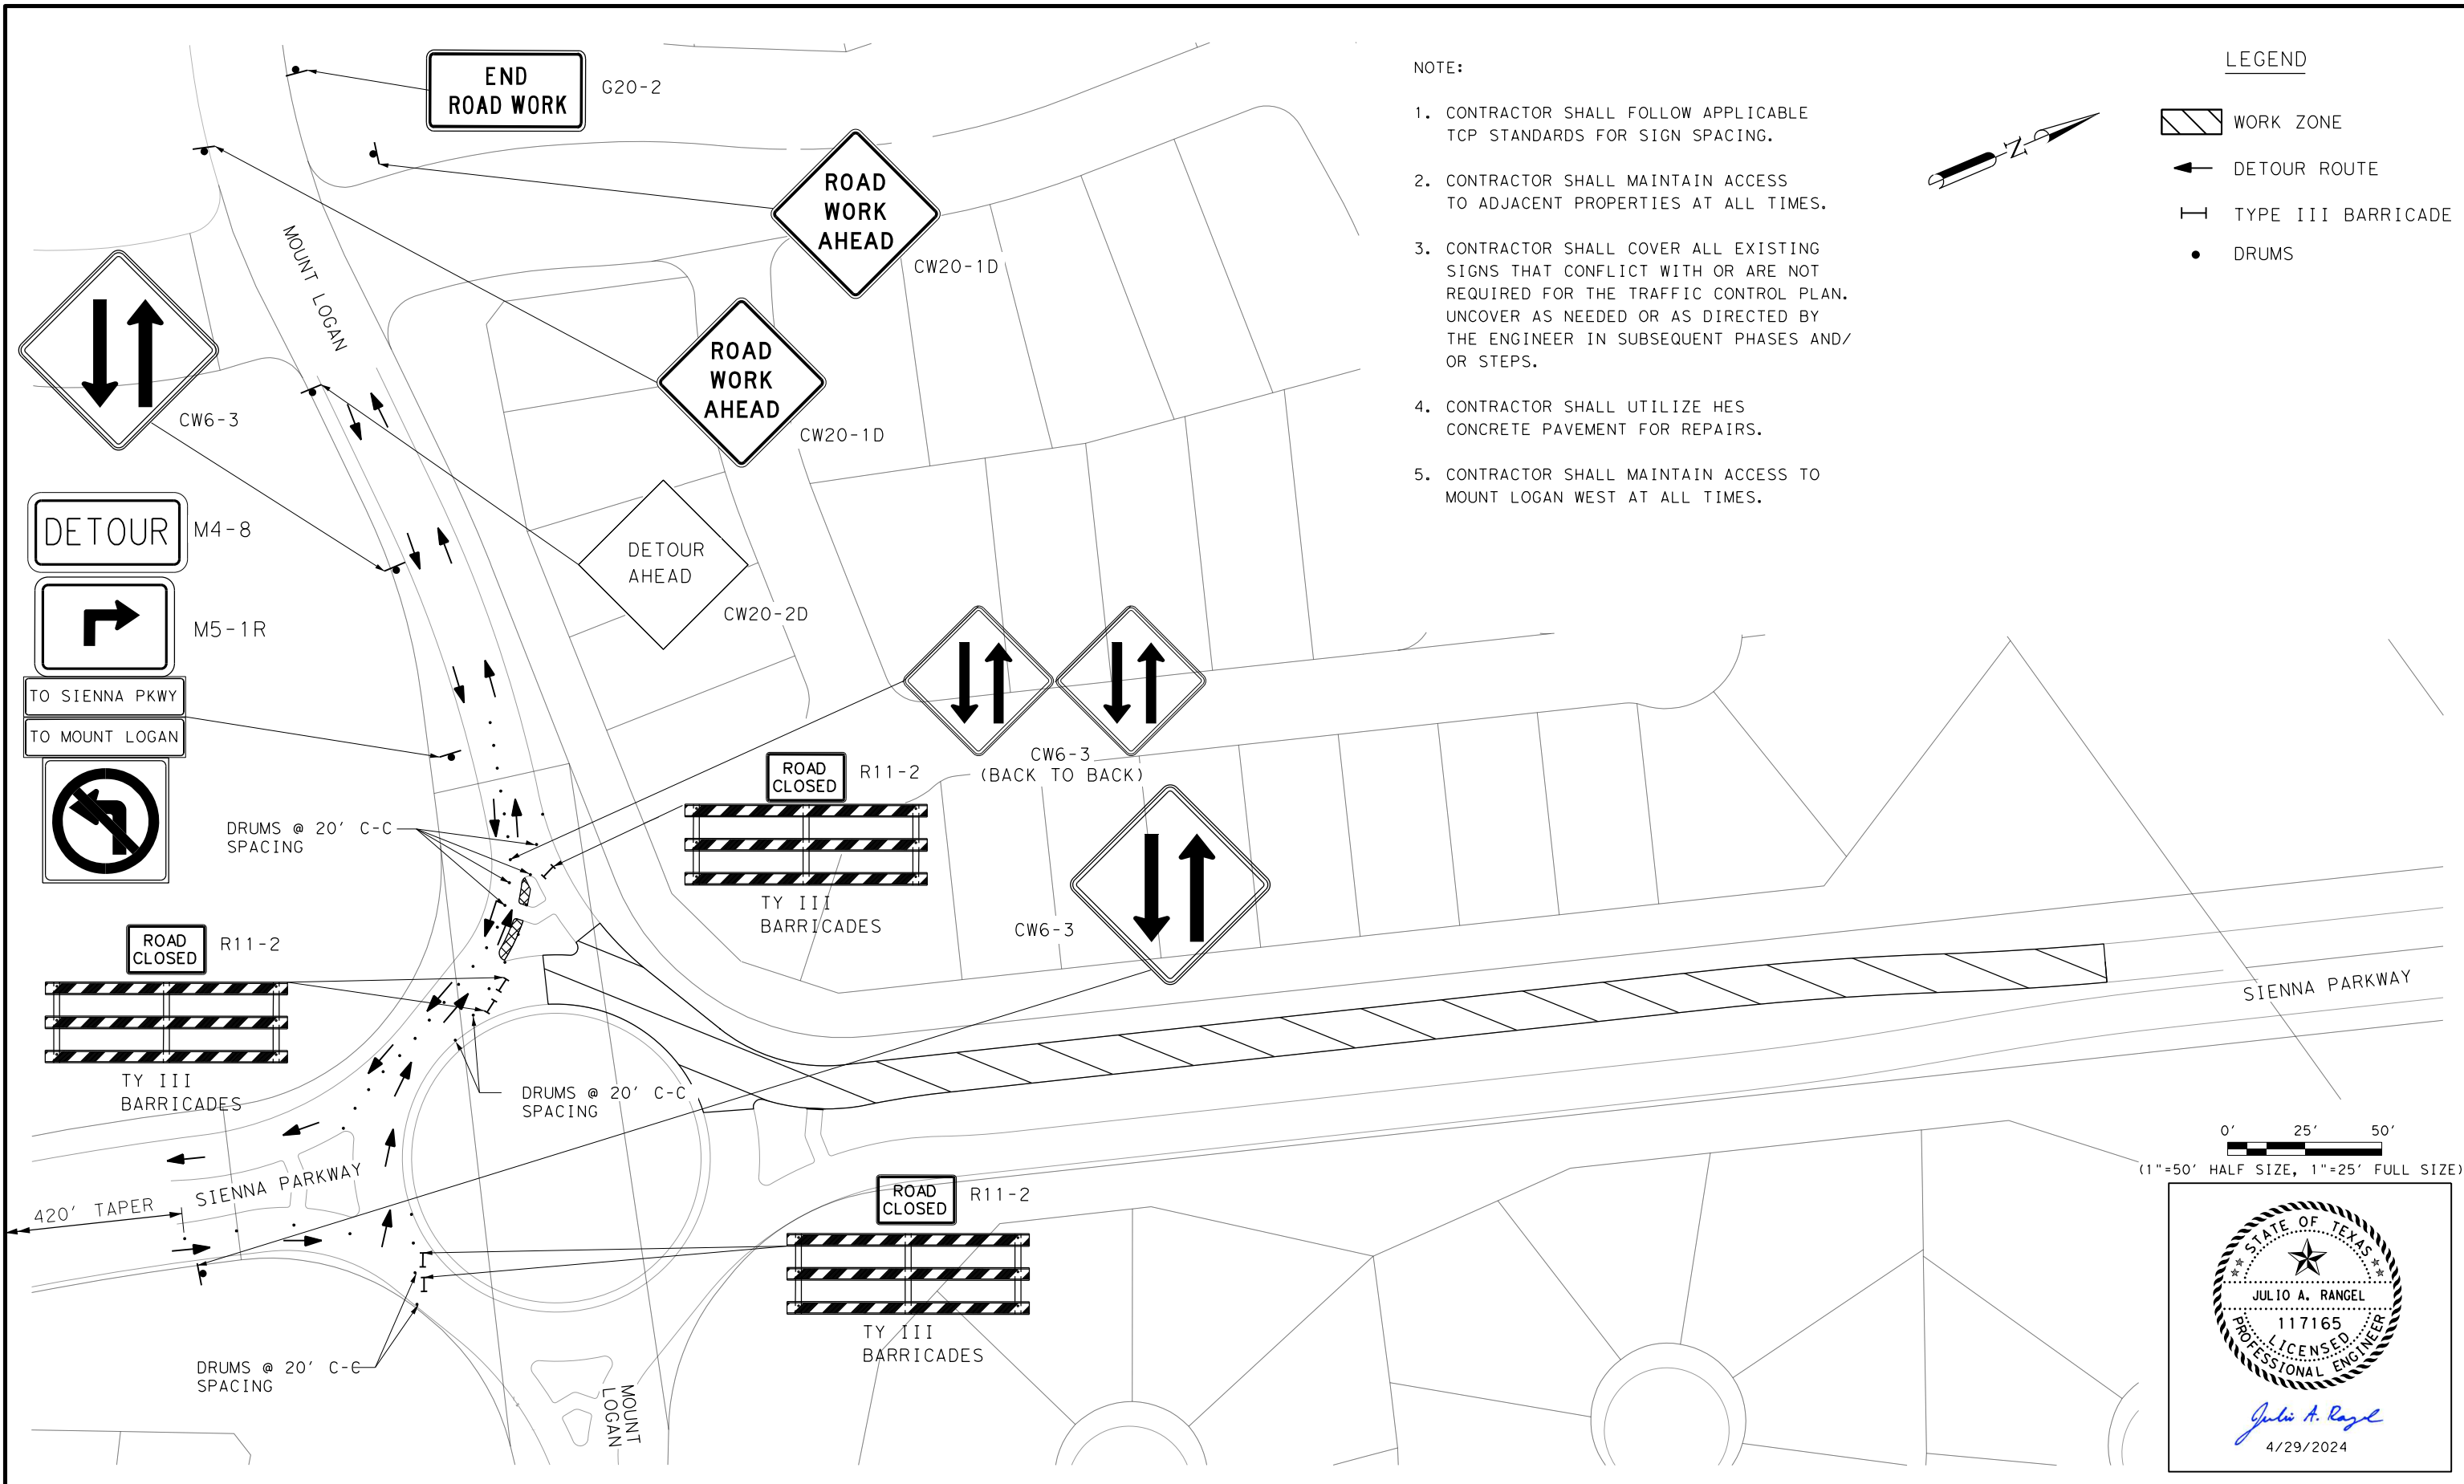 END
ROAD WORK
G20-2
ROAD
WORK
AHEAD
CW20-1D
ROAD
WORK
AHEAD
CW20-1D
MOUNT LOGAN
CW6-3
DETOUR
M4-8
M5-1R
TO SIENNA PKWY
TO MOUNT LOGAN
DETOUR
AHEAD
CW20-2D
CW6-3
(BACK TO BACK)
ROAD
CLOSED
R11-2
TY III
BARRICADES
DRUMS @ 20' C-C
SPACING
CW6-3
ROAD
CLOSED
R11-2
TY III
BARRICADES
DRUMS @ 20' C-C
SPACING
SIENNA PARKWAY
420' TAPER
SIENNA PARKWAY
ROAD
CLOSED
R11-2
TY III
BARRICADES
DRUMS @ 20' C-C
SPACING
MOUNT
LOGAN
NOTE:
1. CONTRACTOR SHALL FOLLOW APPLICABLE
TCP STANDARDS FOR SIGN SPACING.
2. CONTRACTOR SHALL MAINTAIN ACCESS
TO ADJACENT PROPERTIES AT ALL TIMES.
3. CONTRACTOR SHALL COVER ALL EXISTING
SIGNS THAT CONFLICT WITH OR ARE NOT
REQUIRED FOR THE TRAFFIC CONTROL PLAN.
UNCOVER AS NEEDED OR AS DIRECTED BY
THE ENGINEER IN SUBSEQUENT PHASES AND/
OR STEPS.
4. CONTRACTOR SHALL UTILIZE HES
CONCRETE PAVEMENT FOR REPAIRS.
5. CONTRACTOR SHALL MAINTAIN ACCESS TO
MOUNT LOGAN WEST AT ALL TIMES.
N
LEGEND
WORK ZONE
DETOUR ROUTE
TYPE III BARRICADE
DRUMS
0' 25' 50'
(1"=50' HALF SIZE, 1"=25' FULL SIZE)
STATE OF TEXAS
JULIO A. RANGEL
117165
LICENSED
PROFESSIONAL ENGINEER
Julio A. Rangel
4/29/2024